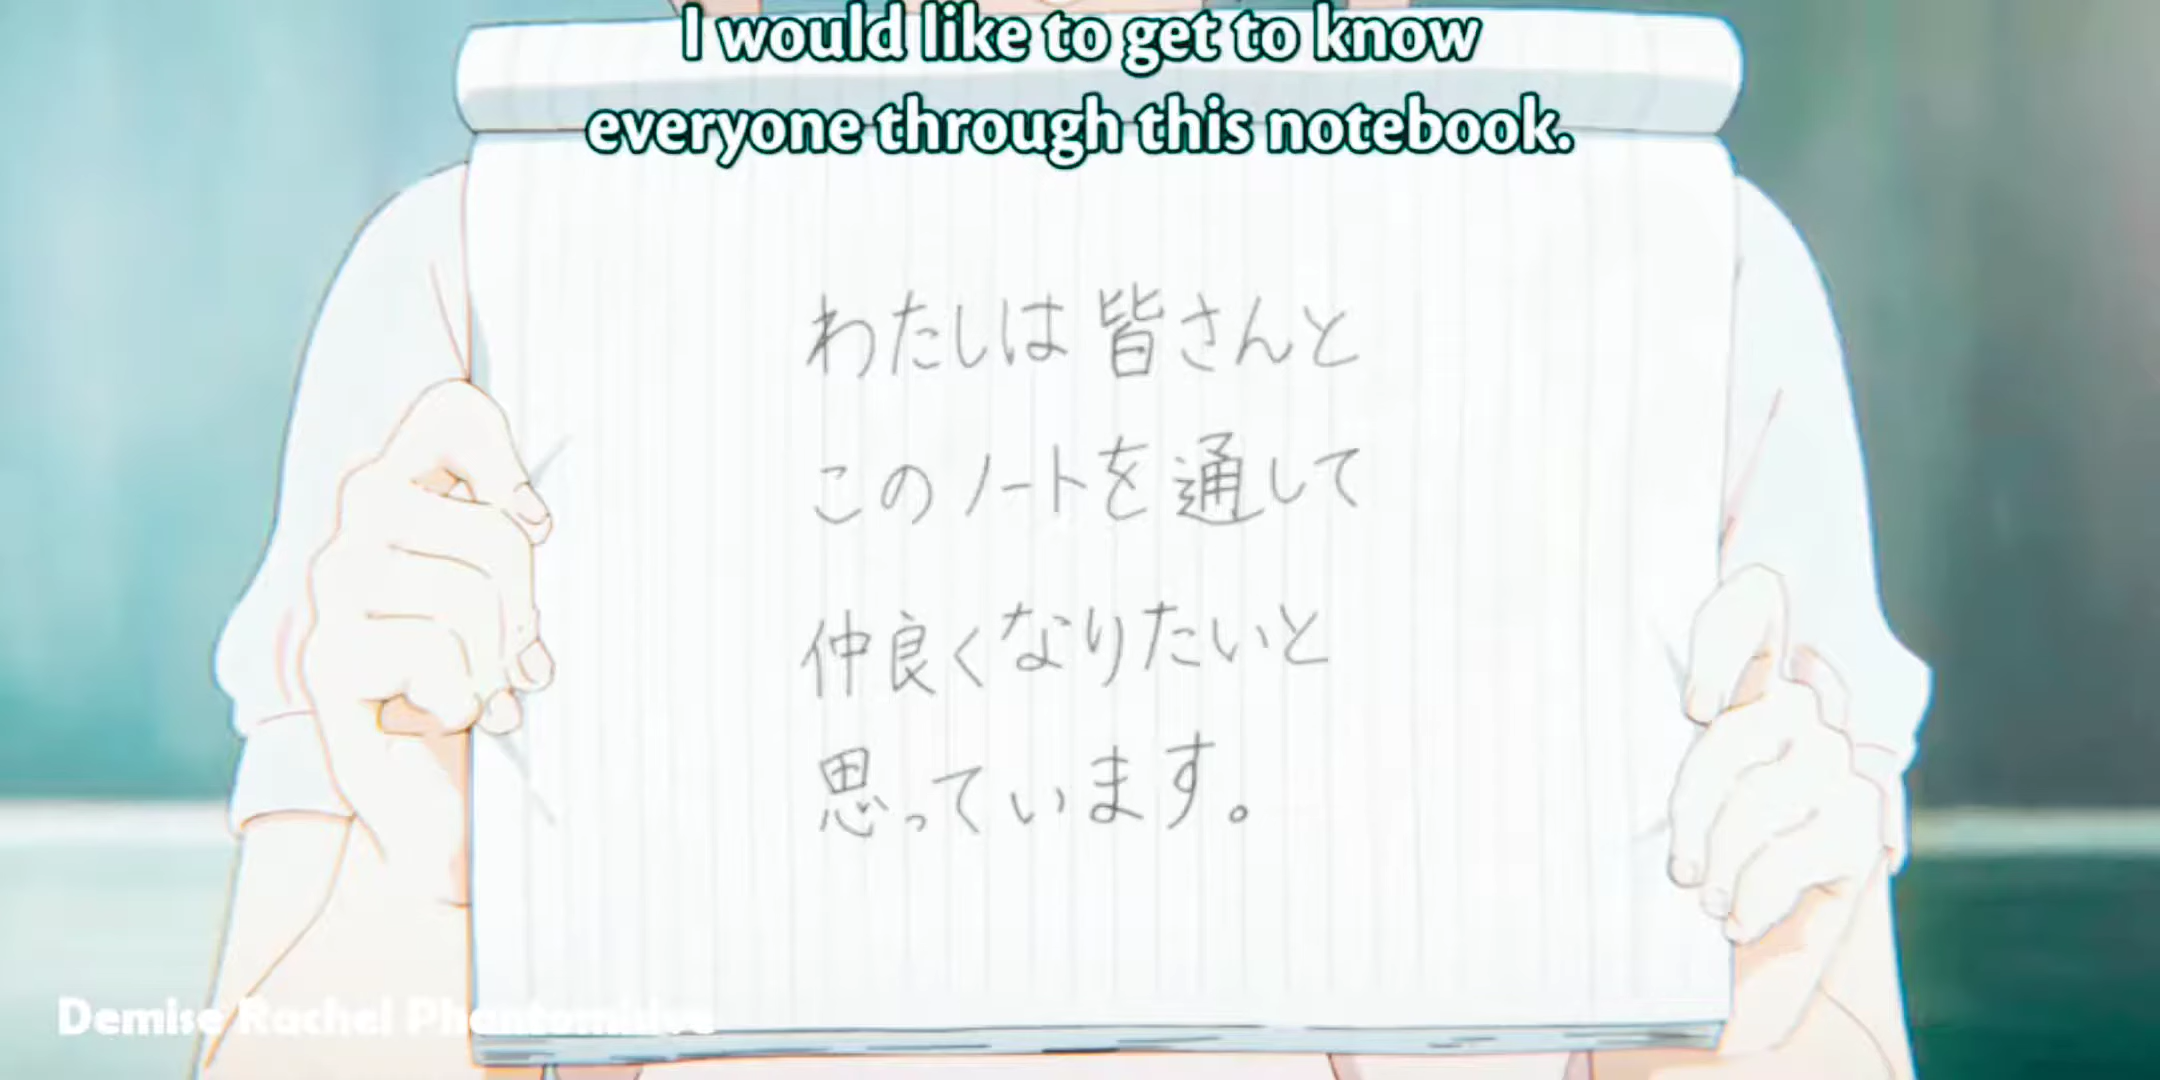 I would like to get to know
everyone through this notebook.
わたしは皆さんと
このノートを通して
仲良くなりたいと
思っています。
Demise Rachel Phantomhive